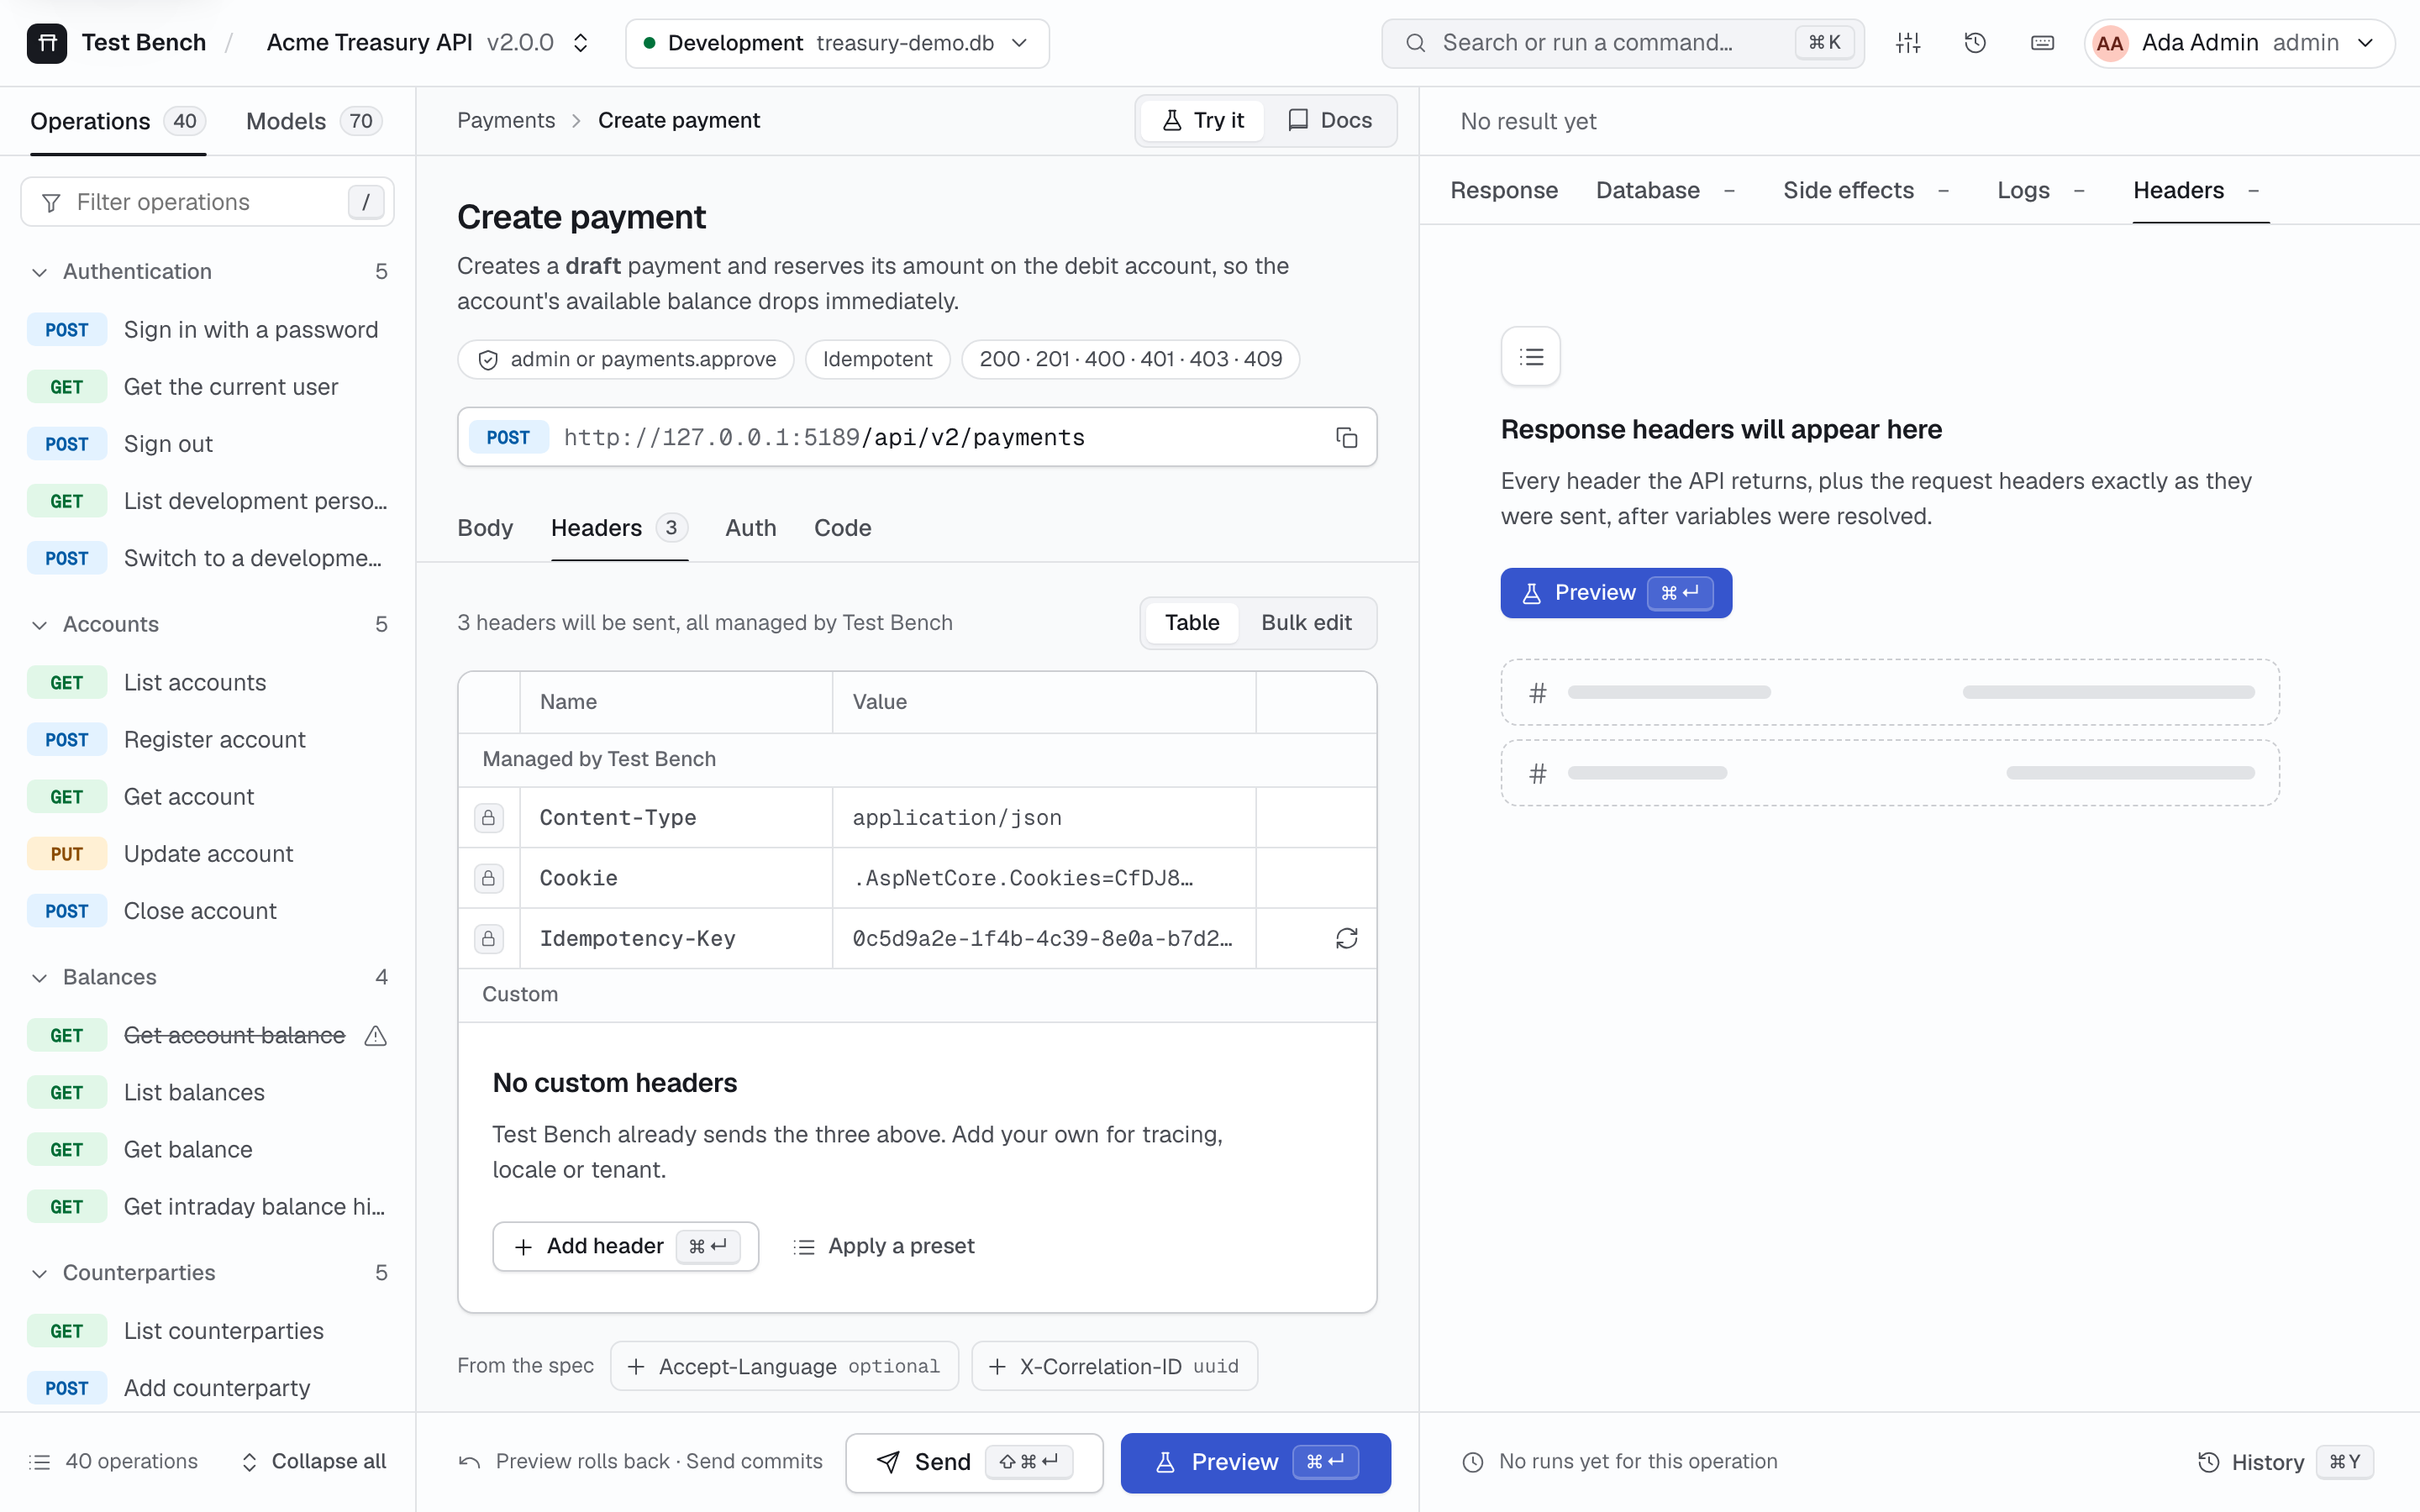 Test Bench / Acme Treasury API v2.0.0
Development treasury-demo.db
Search or run a command... ⌘K
AA Ada Admin admin
Operations 40 Models 70
Filter operations /
Authentication 5
POST Sign in with a password
GET Get the current user
POST Sign out
GET List development perso...
POST Switch to a developme...
Accounts 5
GET List accounts
POST Register account
GET Get account
PUT Update account
POST Close account
Balances 4
GET Get account balance
GET List balances
GET Get balance
GET Get intraday balance hi...
Counterparties 5
GET List counterparties
POST Add counterparty
40 operations Collapse all
Payments > Create payment
Try it Docs
Create payment
Creates a draft payment and reserves its amount on the debit account, so the
account's available balance drops immediately.
admin or payments.approve Idempotent 200 · 201 · 400 · 401 · 403 · 409
POST http://127.0.0.1:5189/api/v2/payments
Body Headers 3 Auth Code
3 headers will be sent, all managed by Test Bench
Table Bulk edit
Name Value
Managed by Test Bench
Content-Type application/json
Cookie .AspNetCore.Cookies=CfDJ8…
Idempotency-Key 0c5d9a2e-1f4b-4c39-8e0a-b7d2…
Custom
No custom headers
Test Bench already sends the three above. Add your own for tracing,
locale or tenant.
+ Add header ⌘↵ Apply a preset
From the spec + Accept-Language optional + X-Correlation-ID uuid
Preview rolls back · Send commits
Send ⇧⌘↵ Preview ⌘↵
No result yet
Response Database – Side effects – Logs – Headers –
Response headers will appear here
Every header the API returns, plus the request headers exactly as they
were sent, after variables were resolved.
Preview ⌘↵
#
#
No runs yet for this operation
History ⌘Y